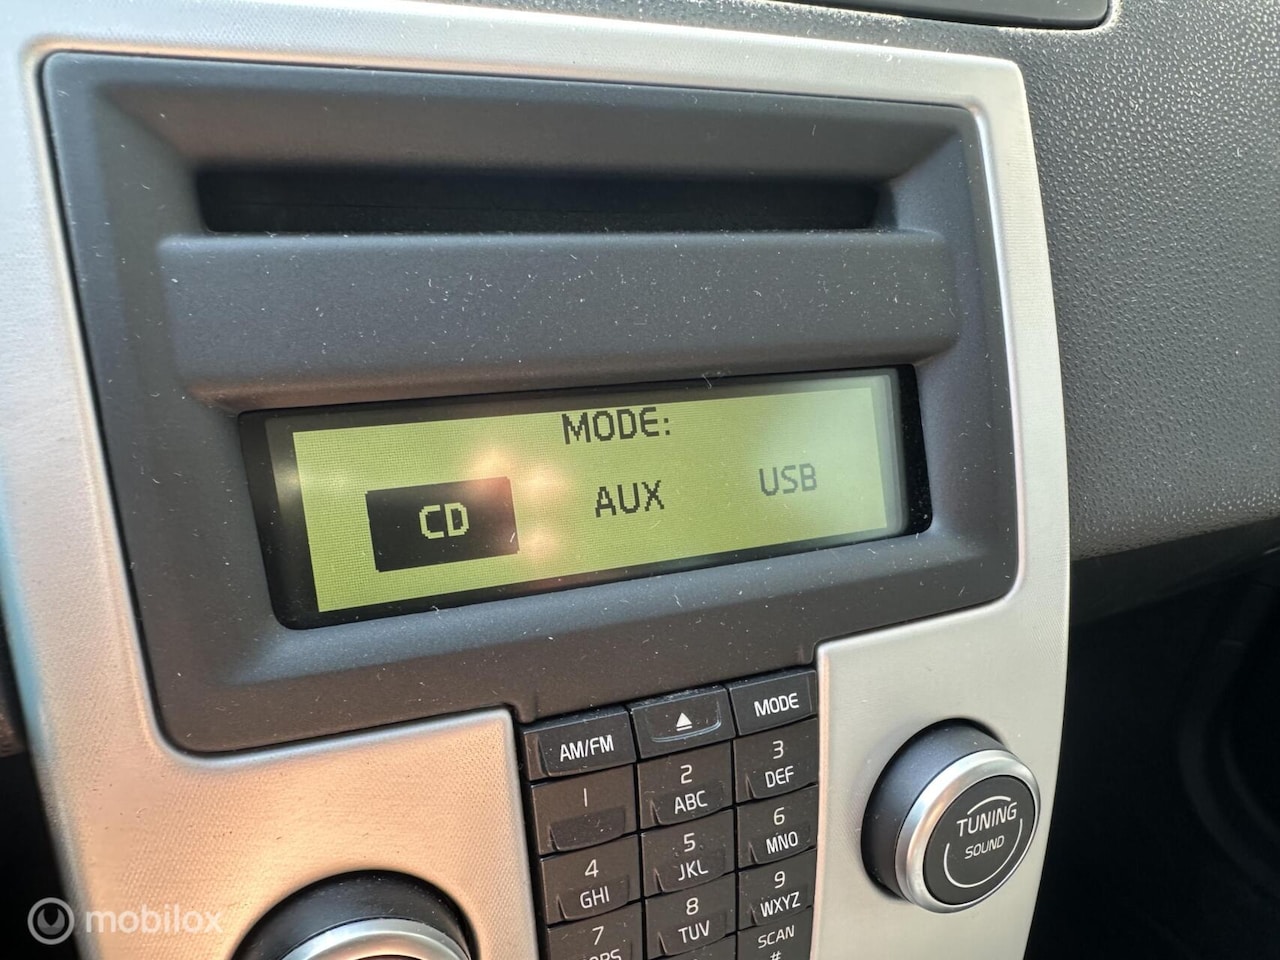 MODE:
CD AUX USB
AM/FM MODE
1 2 ABC 3 DEF
4 GHI 5 JKL 6 MNO
7 8 TUV 9 WXYZ
SCAN
#
TUNING
SOUND
mobilox